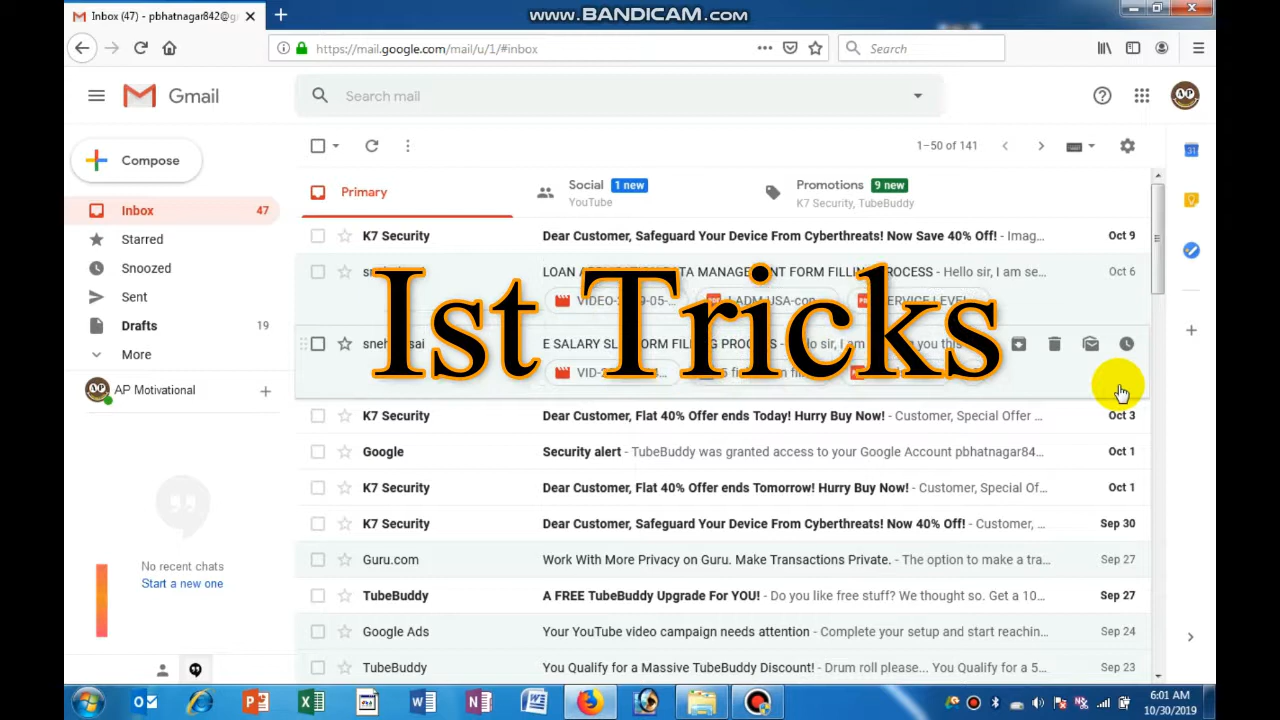 www.BANDICAM.com
Inbox (47) - pbhatnagar842@g
https://mail.google.com/mail/u/1/#inbox
Search
Gmail
Search mail
Compose
1–50 of 141
Inbox 47
Starred
Snoozed
Sent
Drafts 19
More
AP Motivational
No recent chats
Start a new one
Primary
Social 1 new
YouTube
Promotions 9 new
K7 Security, TubeBuddy
K7 Security Dear Customer, Safeguard Your Device From Cyberthreats! Now Save 40% Off! - Imag... Oct 9
LOAN DATA MANAGEMENT FORM FILLING PROCESS - Hello sir, I am se... Oct 6
Ist Tricks
K7 Security Dear Customer, Flat 40% Offer ends Today! Hurry Buy Now! - Customer, Special Offer ... Oct 3
Google Security alert - TubeBuddy was granted access to your Google Account pbhatnagar84... Oct 1
K7 Security Dear Customer, Flat 40% Offer ends Tomorrow! Hurry Buy Now! - Customer, Special Of... Oct 1
K7 Security Dear Customer, Safeguard Your Device From Cyberthreats! Now 40% Off! - Customer, ... Sep 30
Guru.com Work With More Privacy on Guru. Make Transactions Private. - The option to make a tra... Sep 27
TubeBuddy A FREE TubeBuddy Upgrade For YOU! - Do you like free stuff? We thought so. Get a 10... Sep 27
Google Ads Your YouTube video campaign needs attention - Complete your setup and start reachin... Sep 24
TubeBuddy You Qualify for a Massive TubeBuddy Discount! - Drum roll please... You Qualify for a 5... Sep 23
6:01 AM
10/30/2019